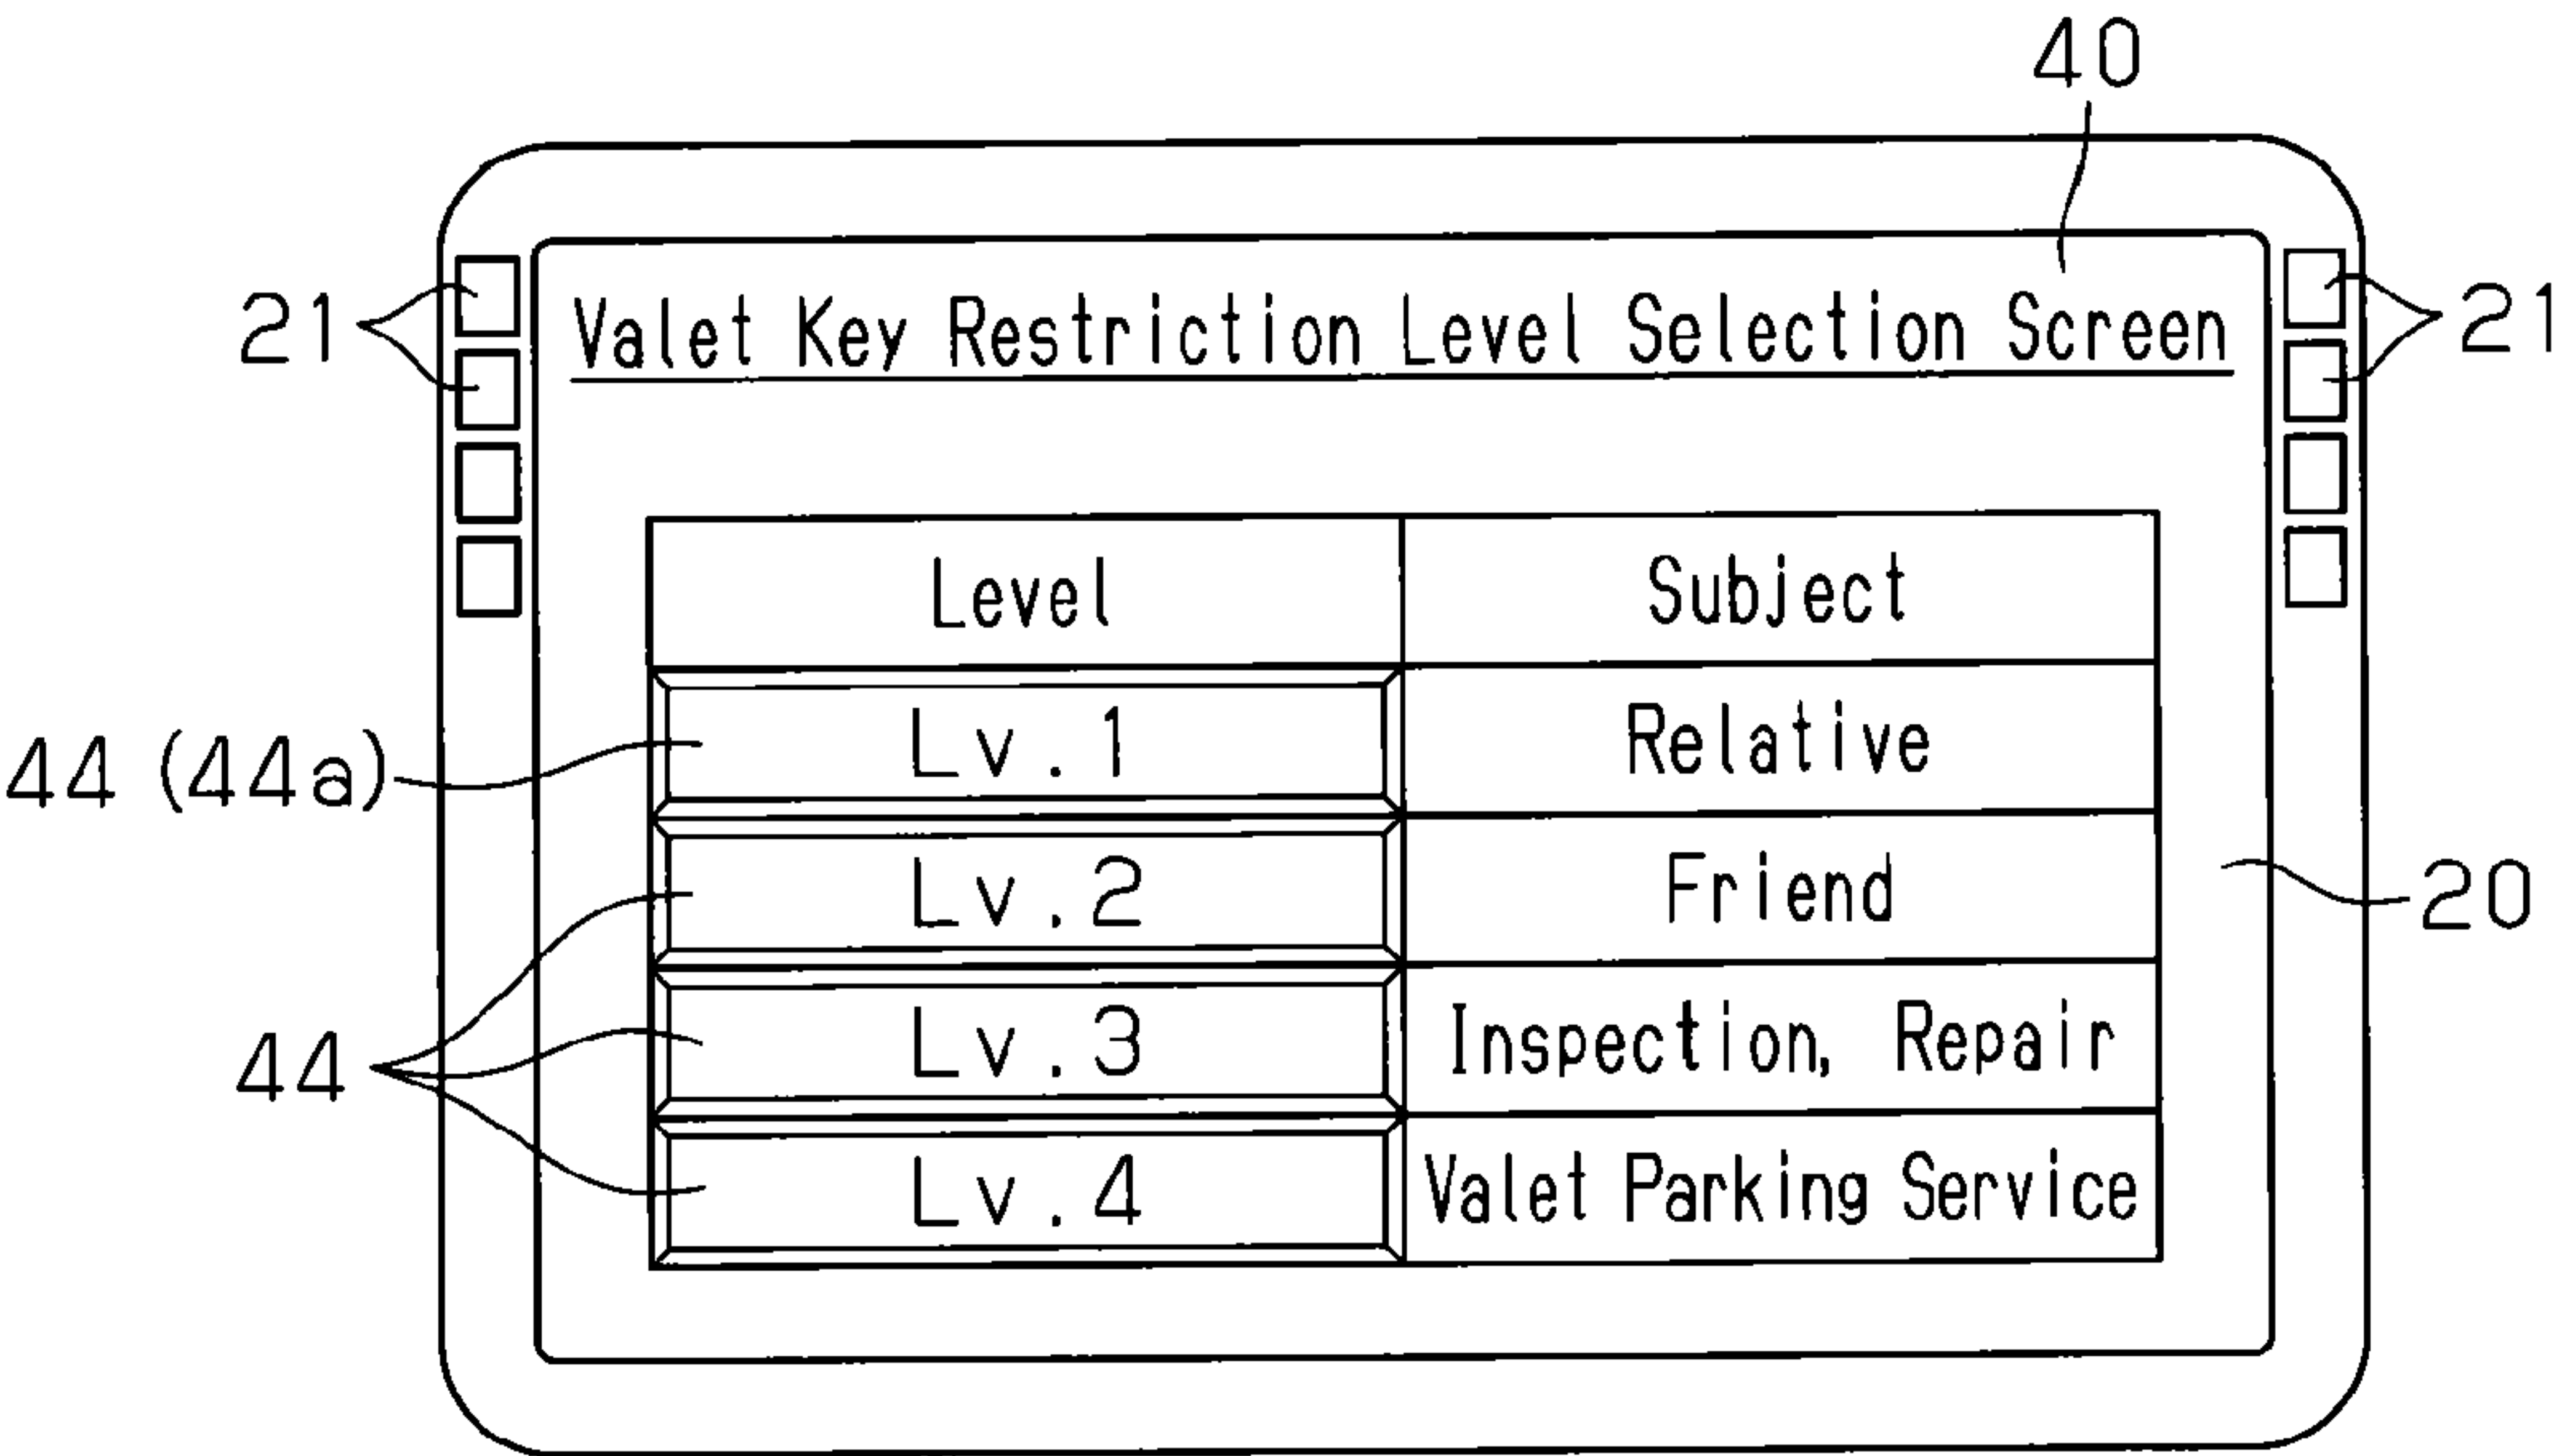 40
21 Valet Key Restriction Level Selection Screen 21
Level Subject
44 (44a) Lv.1 Relative
Lv.2 Friend 20
44 Lv.3 Inspection, Repair
Lv.4 Valet Parking Service